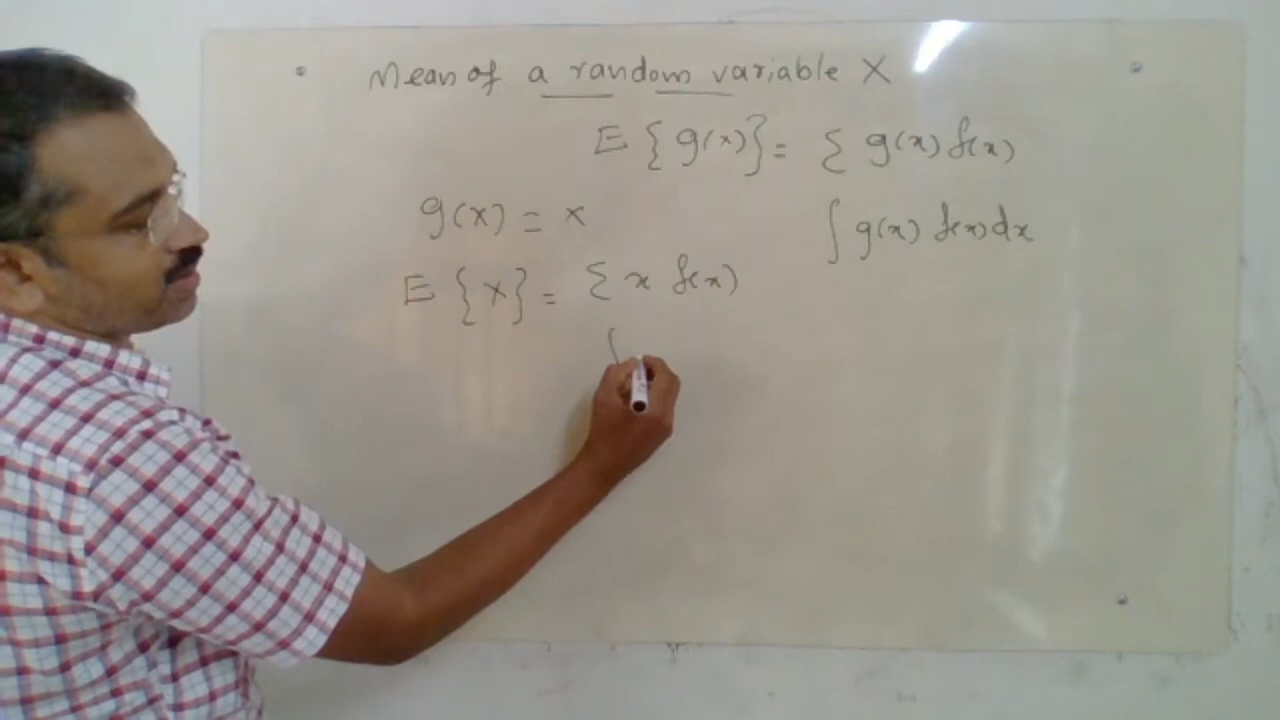 Mean of a random variable X
E {g(x)} = Σ g(x) f(x)
g(x) = x
∫ g(x) f(x) dx
E {X} = Σ x f(x)
∫